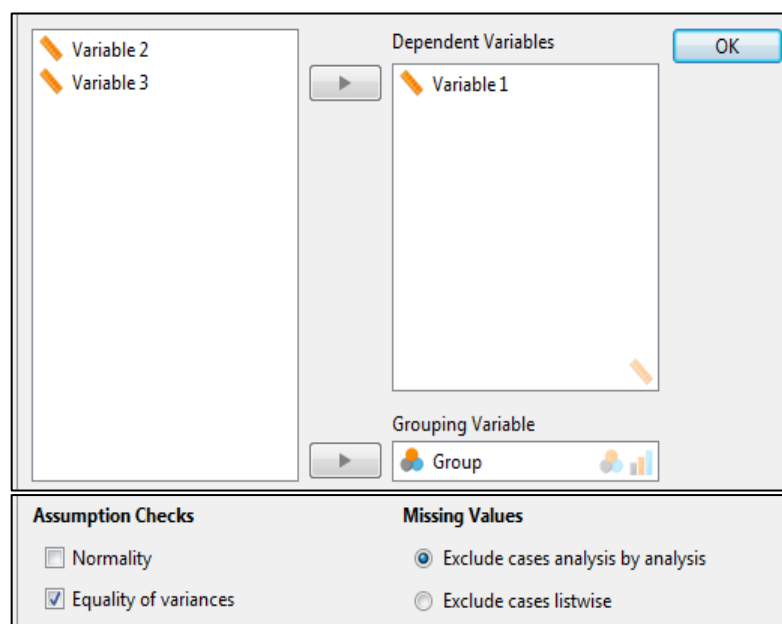 Variable 2
Variable 3
Dependent Variables
Variable 1
OK
Grouping Variable
Group
Assumption Checks
Normality
Equality of variances
Missing Values
Exclude cases analysis by analysis
Exclude cases listwise